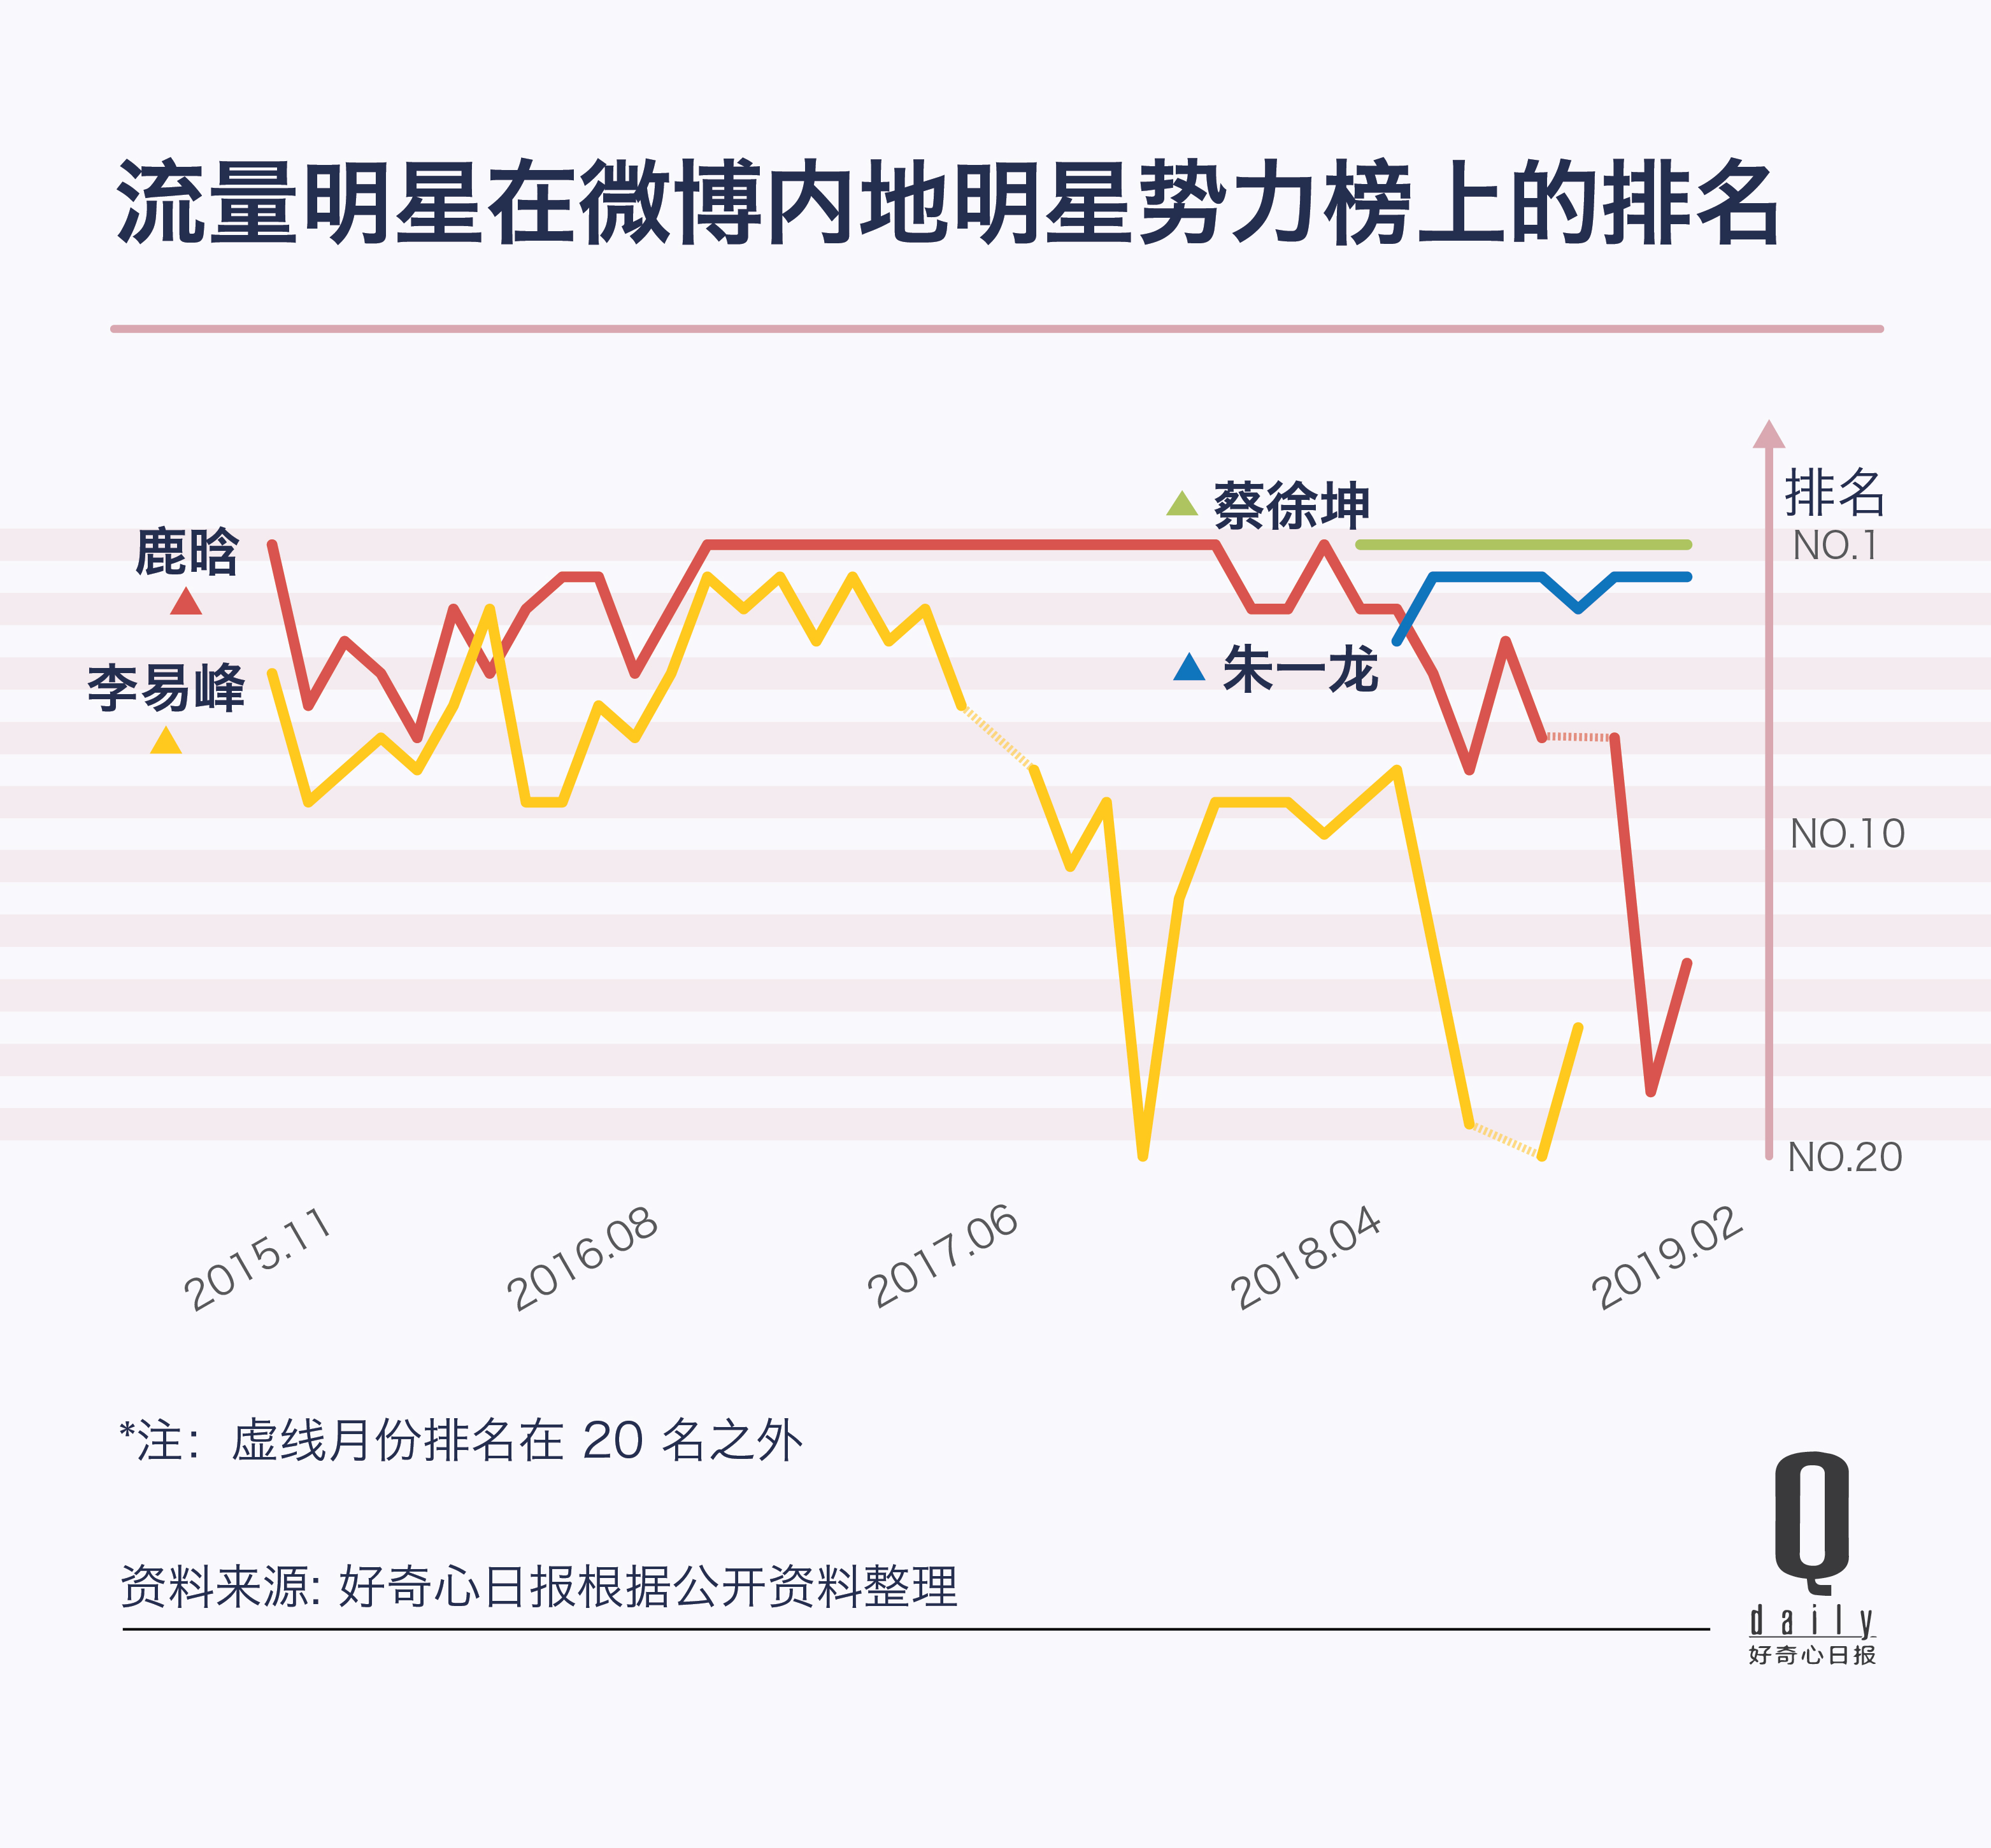 流量明星在微博内地明星势力榜上的排名
排名
蔡徐坤
鹿晗
NO.1
朱一龙
李易峰
NO.10
NO.20
2015.11
2016.08
2017.06
2018.04
2019.02
*注：虚线月份排名在 20 名之外
资料来源: 好奇心日报根据公开资料整理
Q
daily
好奇心日报